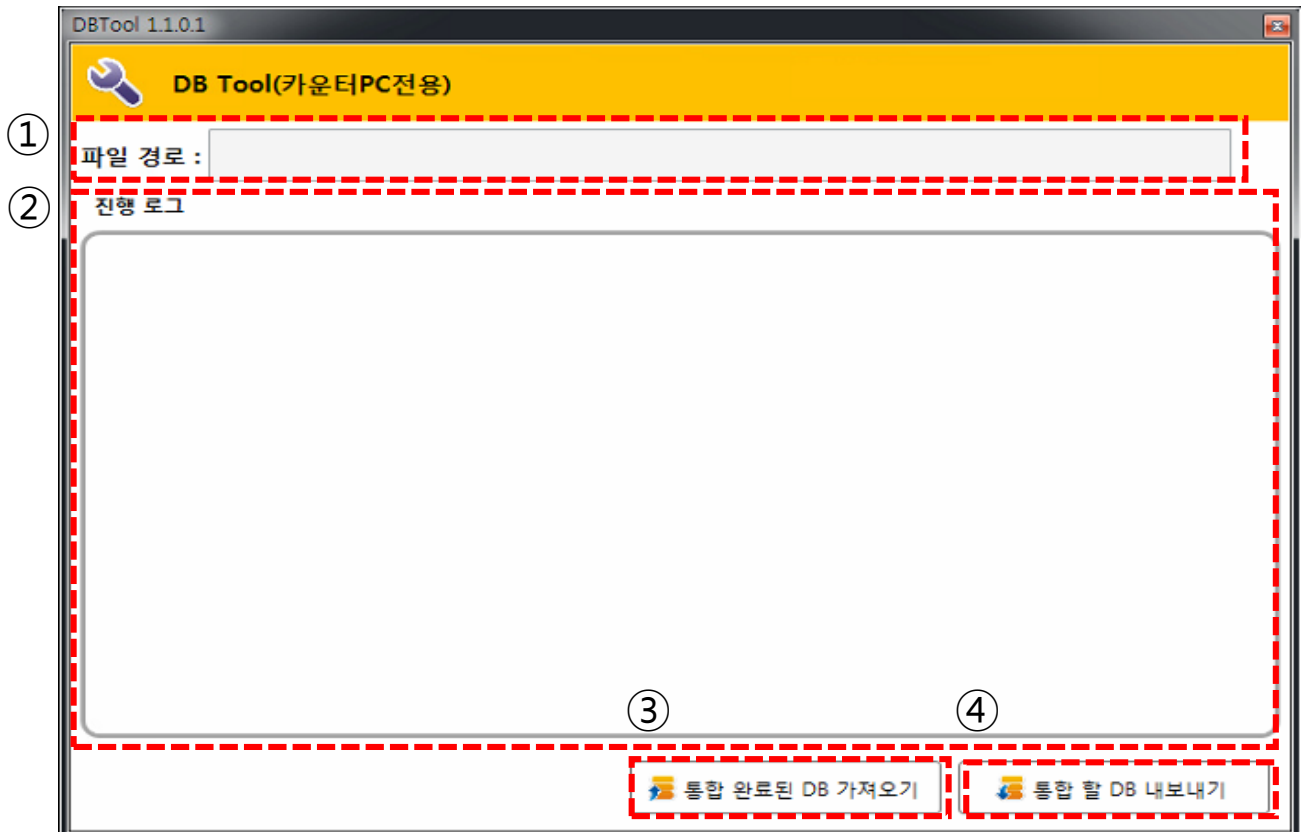 DBTool 1.1.0.1
DB Tool(카운터PC전용)
①
파일 경로 :
②
진행 로그
③
④
통합 완료된 DB 가져오기
통합 할 DB 내보내기